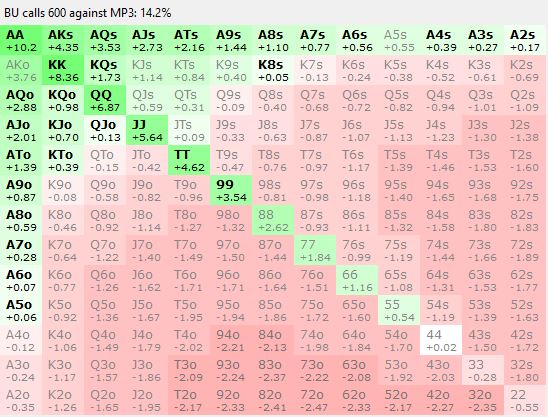 BU calls 600 against MP3: 14.2%
AA AKs AQs AJs ATs A9s A8s A7s A6s A5s A4s A3s A2s
+10.2 +4.35 +3.53 +2.73 +2.16 +1.44 +1.10 +0.77 +0.56 +0.55 +0.39 +0.27 +0.17
AKo KK KQs KJs KTs K9s K8s K7s K6s K5s K4s K3s K2s
+3.76 +8.36 +1.73 +1.14 +0.84 +0.40 +0.05 -0.13 -0.24 -0.38 -0.52 -0.61 -0.69
AQo KQo QQ QJs QTs Q9s Q8s Q7s Q6s Q5s Q4s Q3s Q2s
+2.88 +0.98 +6.87 +0.59 +0.31 -0.09 -0.40 -0.68 -0.72 -0.82 -0.94 -1.01 -1.09
AJo KJo QJo JJ JTs J9s J8s J7s J6s J5s J4s J3s J2s
+2.01 +0.70 +0.13 +5.64 +0.09 -0.33 -0.63 -0.87 -1.07 -1.13 -1.23 -1.30 -1.38
ATo KTo QTo JTo TT T9s T8s T7s T6s T5s T4s T3s T2s
+1.39 +0.39 -0.15 -0.42 +4.62 -0.47 -0.76 -0.97 -1.17 -1.39 -1.46 -1.53 -1.60
A9o K9o Q9o J9o T9o 99 98s 97s 96s 95s 94s 93s 92s
+0.87 -0.08 -0.58 -0.82 -0.96 +3.54 -0.81 -0.98 -1.18 -1.40 -1.65 -1.68 -1.75
A8o K8o Q8o J8o T8o 98o 88 87s 86s 85s 84s 83s 82s
+0.59 -0.46 -0.92 -1.14 -1.27 -1.32 +2.62 -0.93 -1.11 -1.32 -1.58 -1.80 -1.83
A7o K7o Q7o J7o T7o 97o 87o 77 76s 75s 74s 73s 72s
+0.28 -0.64 -1.22 -1.40 -1.49 -1.50 -1.44 +1.84 -0.99 -1.19 -1.44 -1.66 -1.89
A6o K6o Q6o J6o T6o 96o 86o 76o 66 65s 64s 63s 62s
+0.07 -0.77 -1.26 -1.62 -1.71 -1.71 -1.64 -1.51 +1.16 -1.08 -1.31 -1.53 -1.77
A5o K5o Q5o J5o T5o 95o 85o 75o 65o 55 54s 53s 52s
+0.06 -0.92 -1.36 -1.67 -1.95 -1.94 -1.86 -1.72 -1.60 +0.54 -1.19 -1.39 -1.63
A4o K4o Q4o J4o T4o 94o 84o 74o 64o 54o 44 43s 42s
-0.12 -1.06 -1.49 -1.79 -2.02 -2.21 -2.13 -1.98 -1.84 -1.70 +0.02 -1.50 -1.72
A3o K3o Q3o J3o T3o 93o 83o 73o 63o 53o 43o 33 32s
-0.24 -1.17 -1.57 -1.86 -2.09 -2.24 -2.37 -2.22 -2.08 -1.92 -2.03 -0.28 -1.80
A2o K2o Q2o J2o T2o 92o 82o 72o 62o 52o 42o 32o 22
-0.35 -1.26 -1.65 -1.95 -2.17 -2.33 -2.41 -2.47 -2.33 -2.17 -2.27 -2.35 -0.55